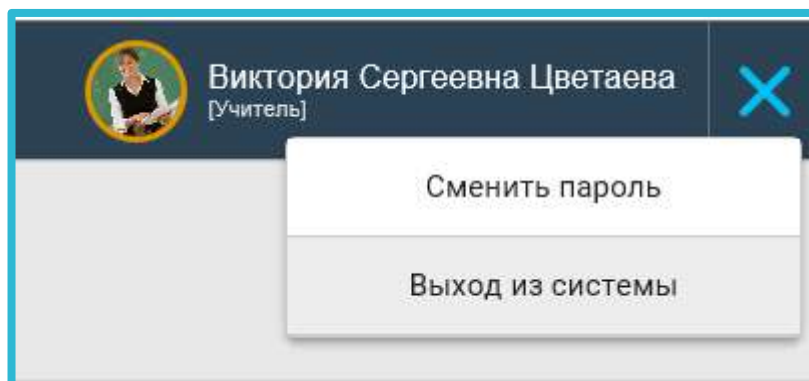 Виктория Сергеевна Цветаева
[Учитель]
Сменить пароль
Выход из системы